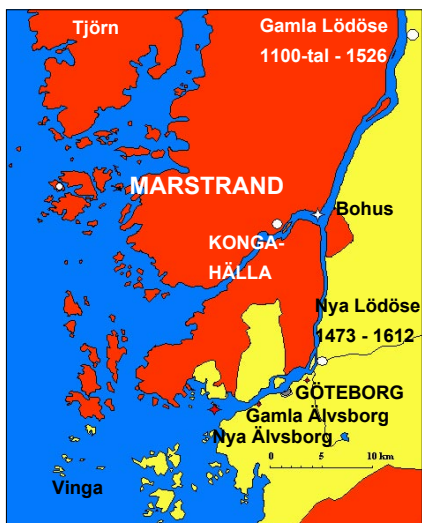 Tjörn
Gamla Lödöse
1100-tal - 1526
MARSTRAND
Bohus
KONGA-
HÄLLA
Nya Lödöse
1473 - 1612
GÖTEBORG
Gamla Älvsborg
Nya Älvsborg
0 5 10 km
Vinga